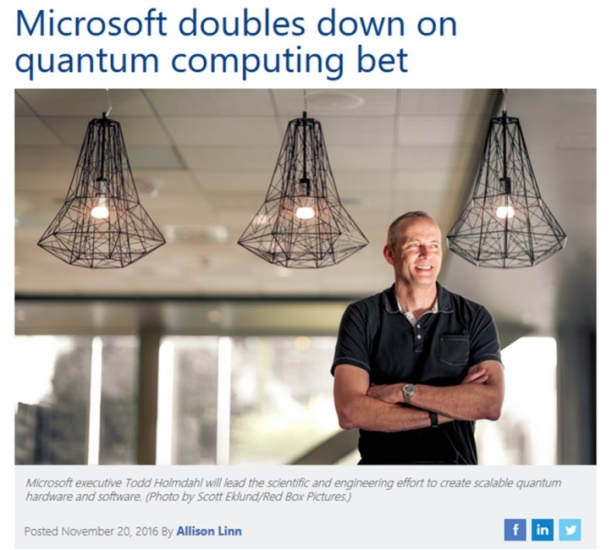 Microsoft doubles down on
quantum computing bet
Microsoft executive Todd Holmdahl will lead the scientific and engineering effort to create scalable quantum
hardware and software. (Photo by Scott Eklund/Red Box Pictures.)
Posted November 20, 2016 By Allison Linn
f in